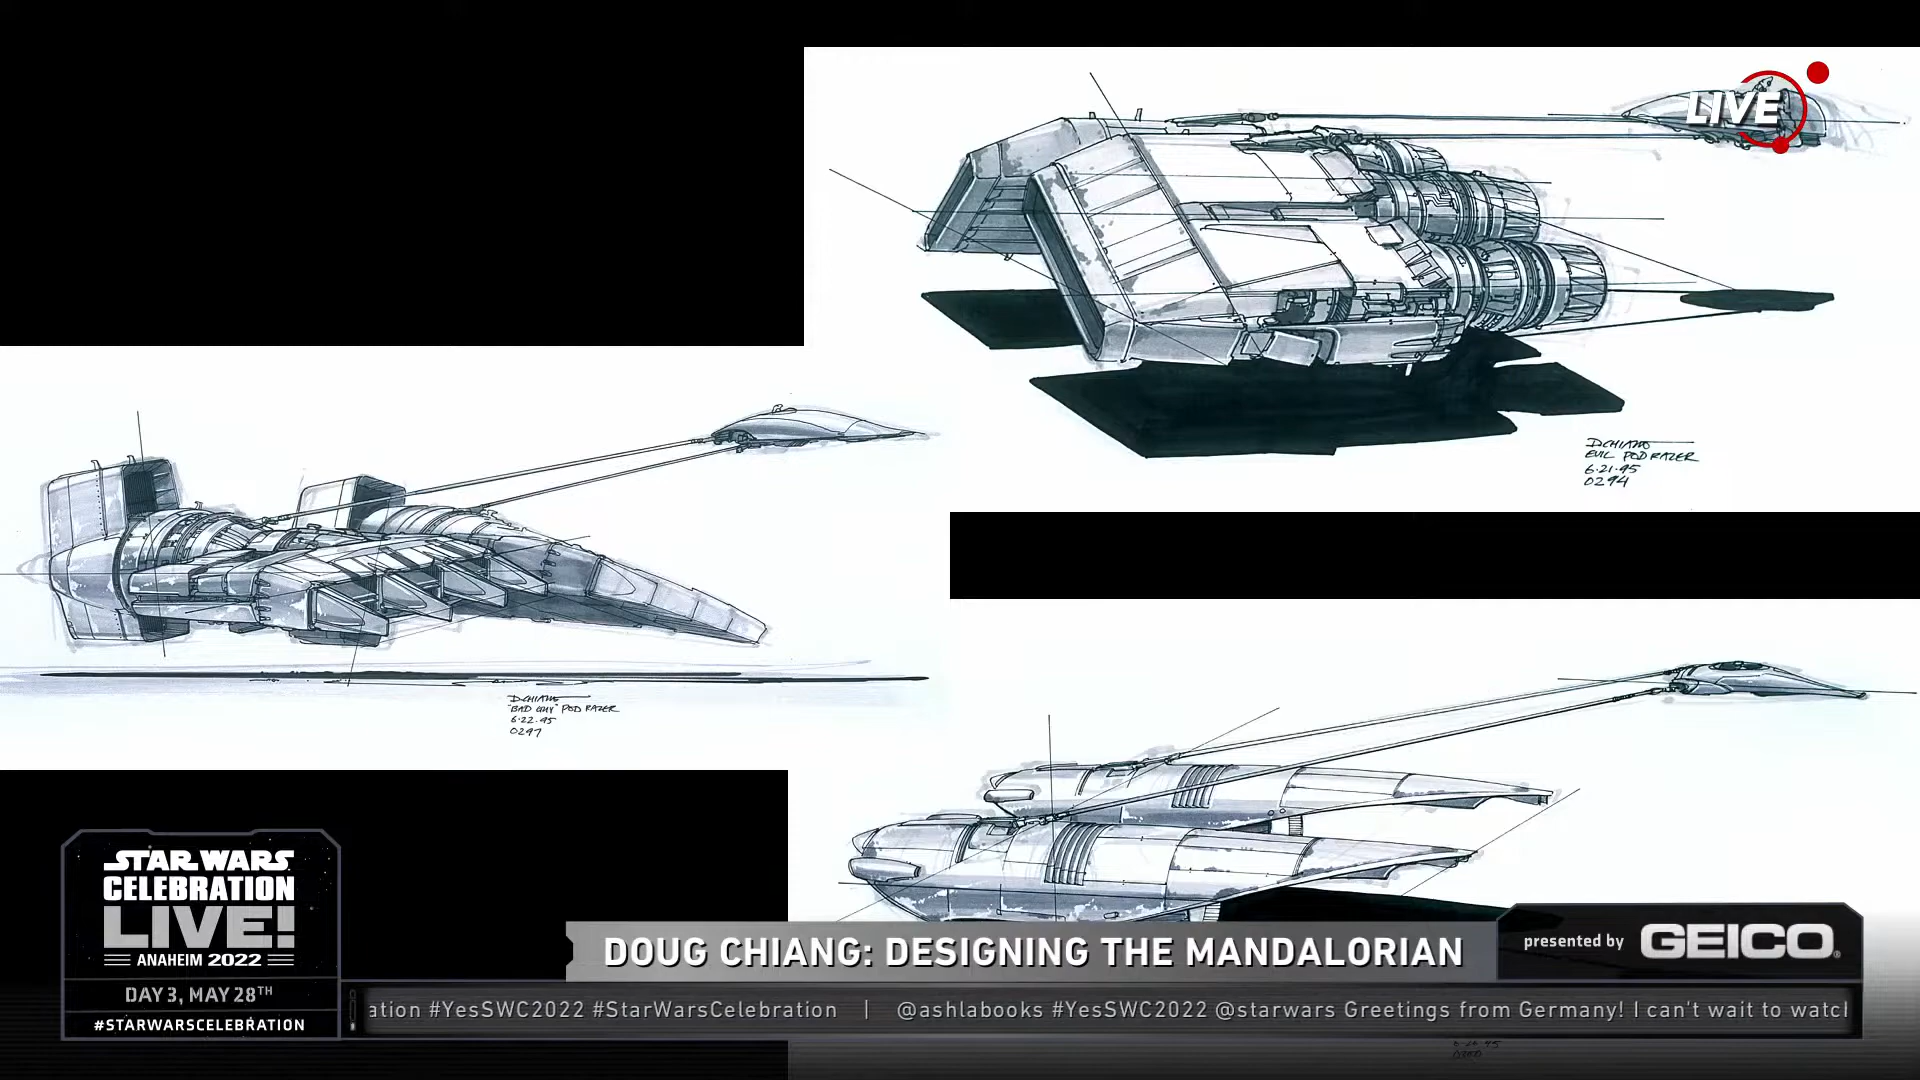 LIVE
DCHIANG
EVIL POD RAZER
6.21.95
0294
DCHIANG
"BAD GUY" POD RAZER
6.22.95
0297
STAR WARS
CELEBRATION
LIVE!
ANAHEIM 2022
DAY 3, MAY 28TH
#STARWARSCELEBRATION
DOUG CHIANG: DESIGNING THE MANDALORIAN
presented by GEICO
ation #YesSWC2022 #StarWarsCelebration | @ashlabooks #YesSWC2022 @starwars Greetings from Germany! I can't wait to watch